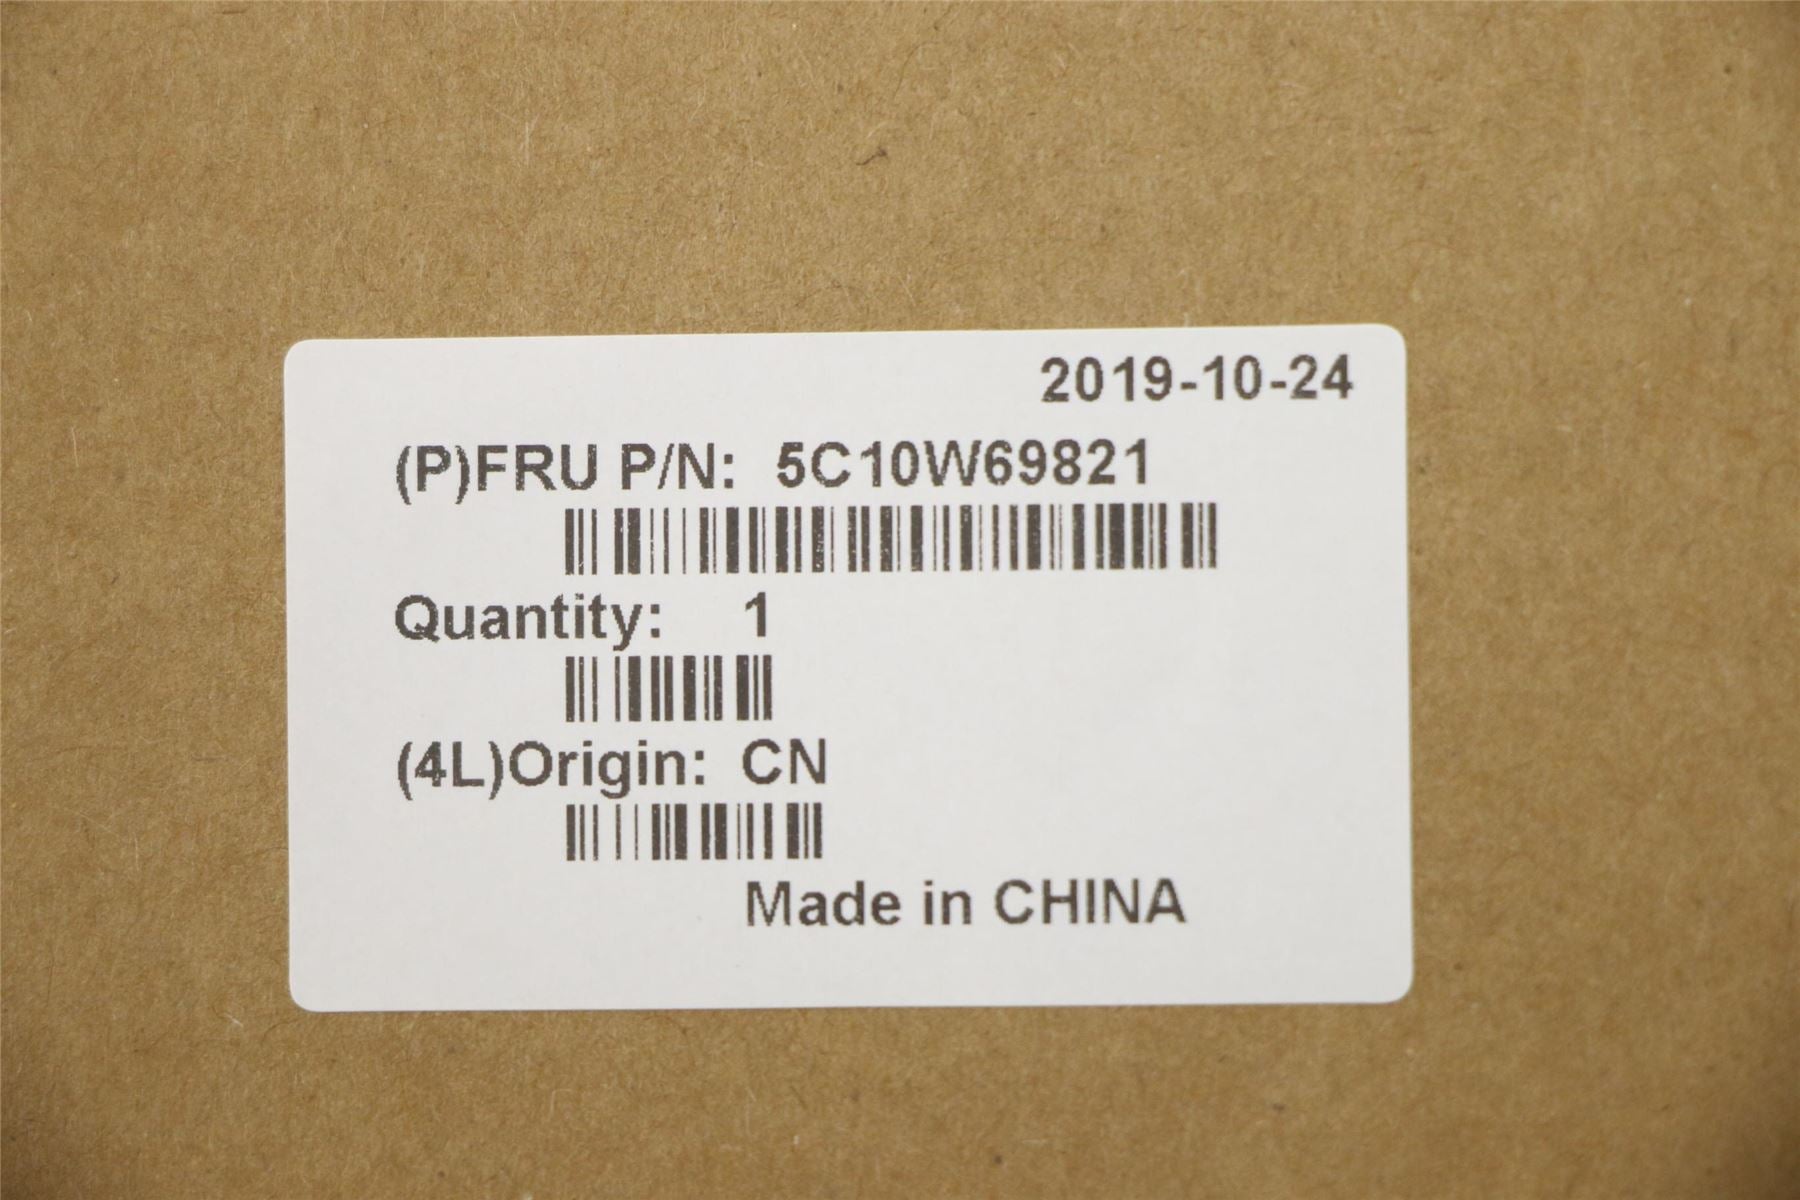 2019-10-24
(P)FRU P/N: 5C10W69821
Quantity: 1
(4L)Origin: CN
Made in CHINA